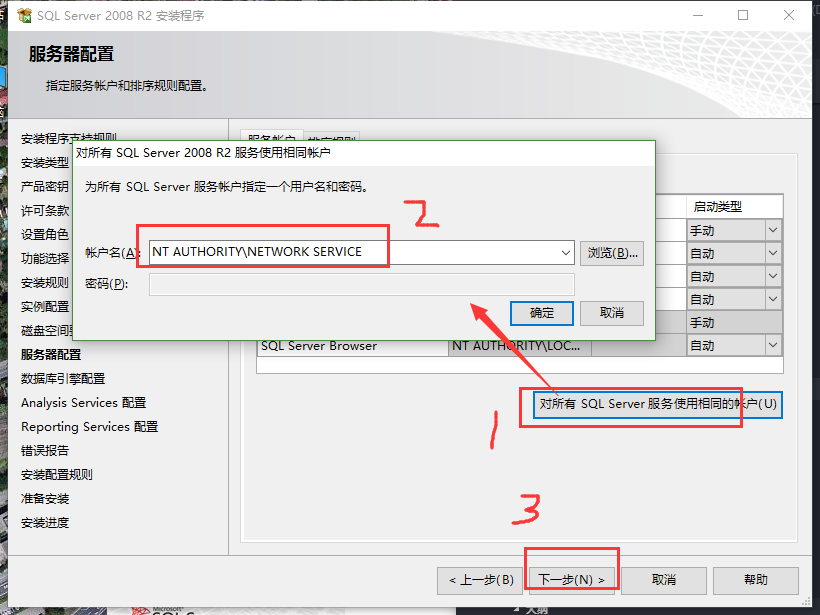 SQL Server 2008 R2 安装程序
服务器配置
指定服务帐户和排序规则配置。
安装程序支持规则
安装类型
产品密钥
许可条款
设置角色
功能选择
安装规则
实例配置
磁盘空间
服务器配置
数据库引擎配置
Analysis Services 配置
Reporting Services 配置
错误报告
安装配置规则
准备安装
安装进度
服务帐户
排序规则
对所有 SQL Server 2008 R2 服务使用相同帐户
为所有 SQL Server 服务帐户指定一个用户名和密码。
2
帐户名(A):
NT AUTHORITY\NETWORK SERVICE
浏览(B)...
密码(P):
确定
取消
启动类型
手动
自动
自动
自动
手动
SQL Server Browser
NT AUTHORITY\LOC...
自动
对所有 SQL Server 服务使用相同的帐户(U)
1
3
< 上一步(B)
下一步(N) >
取消
帮助